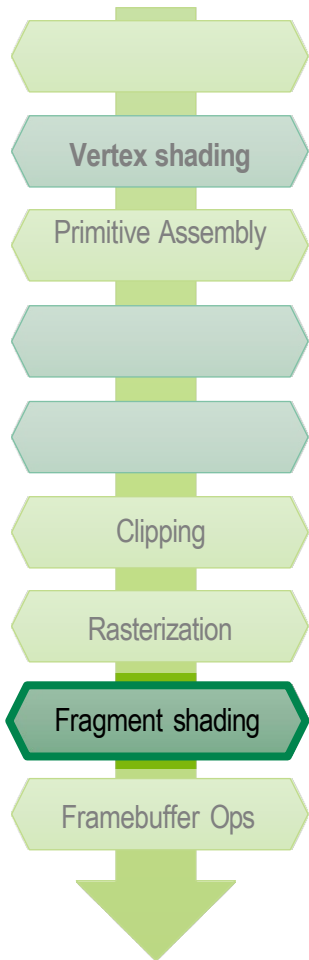 Vertex shading
Primitive Assembly
Clipping
Rasterization
Fragment shading
Framebuffer Ops